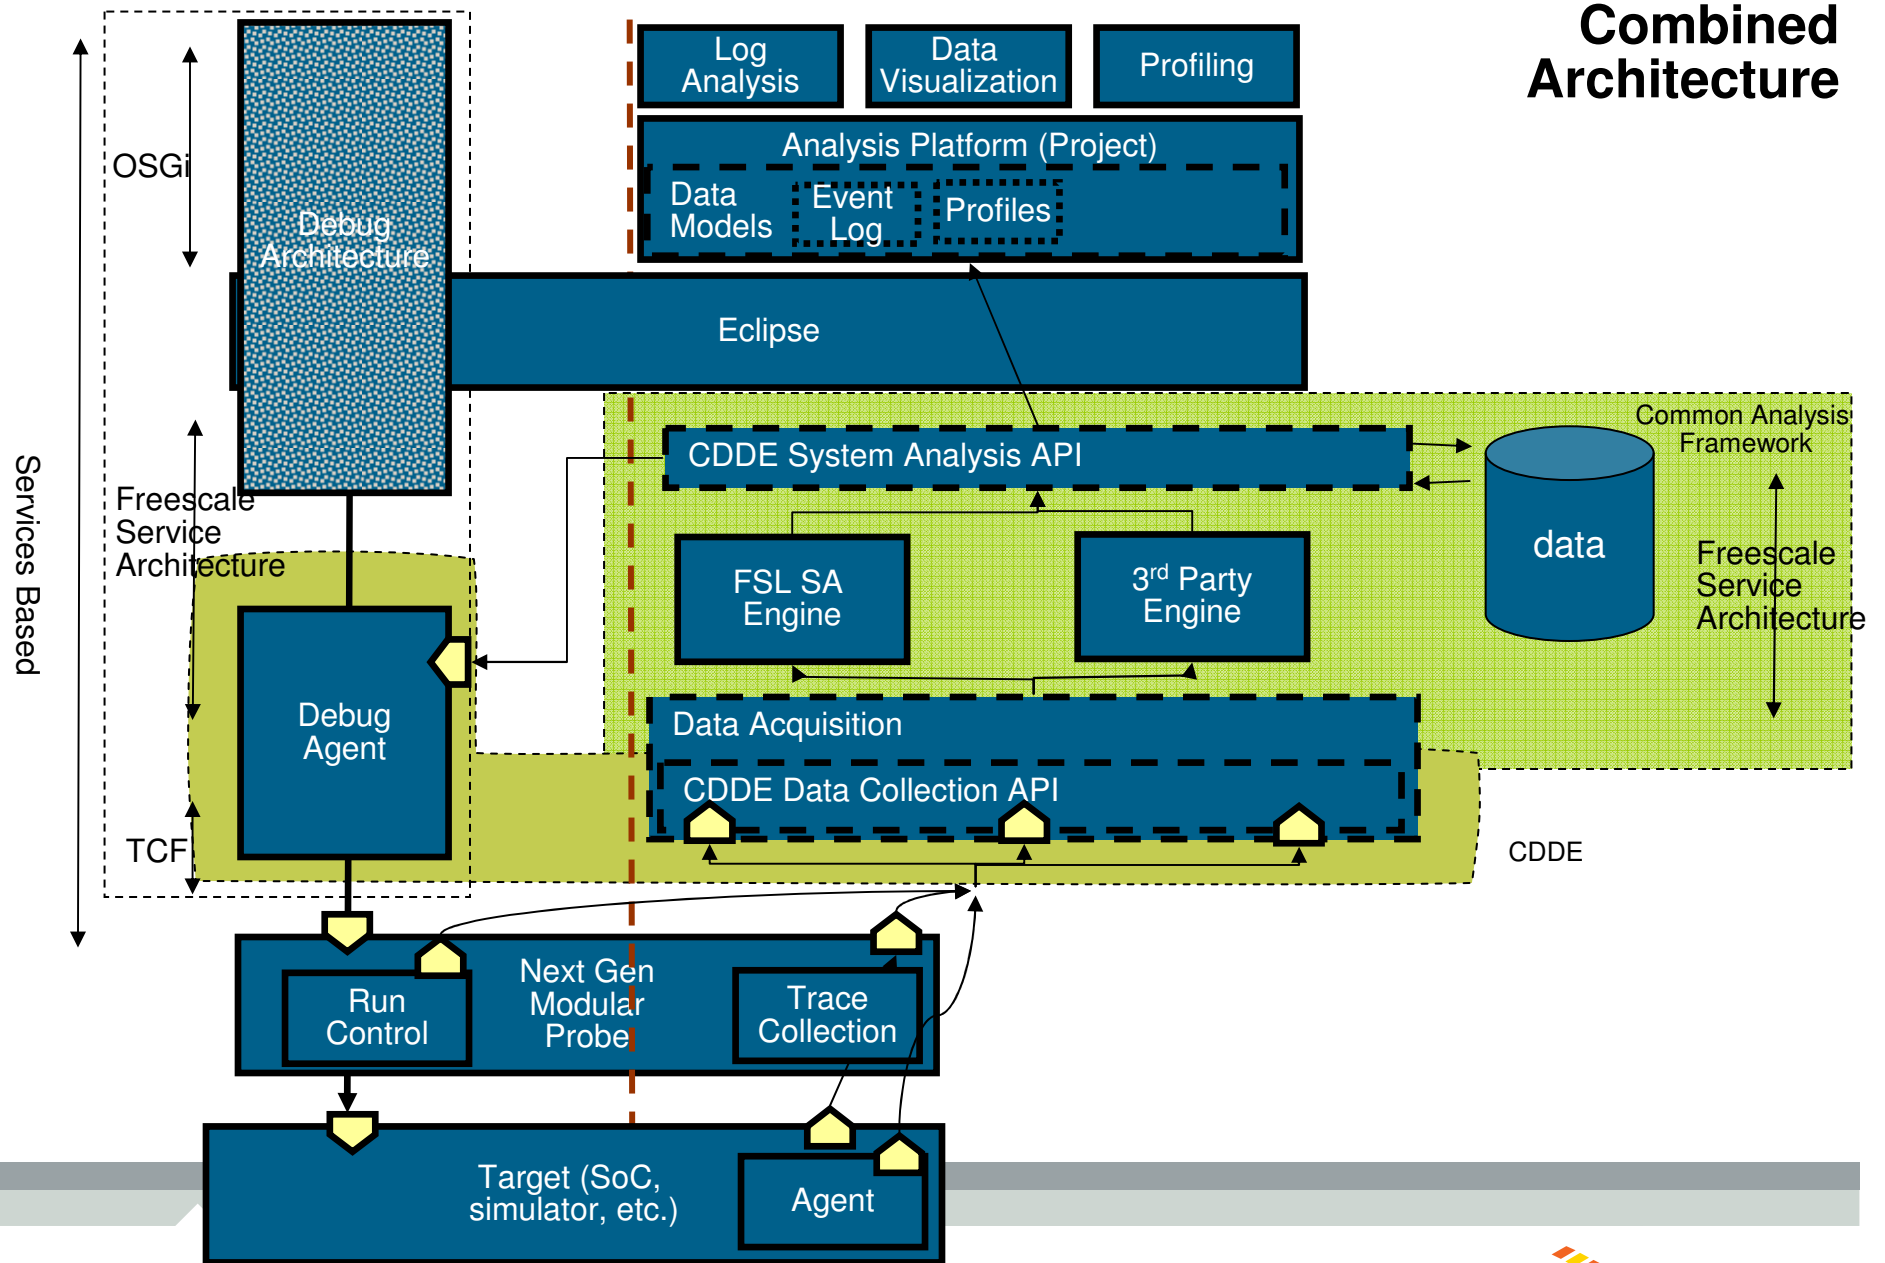 Combined
Architecture
Log
Analysis
Data
Visualization
Profiling
Analysis Platform (Project)
Data
Models
Event
Log
Profiles
OSGi
Debug
Architecture
Eclipse
Services Based
Common Analysis
Framework
CDDE System Analysis API
Freescale
Service
Architecture
data
FSL SA
Engine
3rd Party
Engine
Freescale
Service
Architecture
Debug
Agent
Data Acquisition
CDDE Data Collection API
TCF
CDDE
Next Gen
Modular
Probe
Run
Control
Trace
Collection
Target (SoC,
simulator, etc.)
Agent